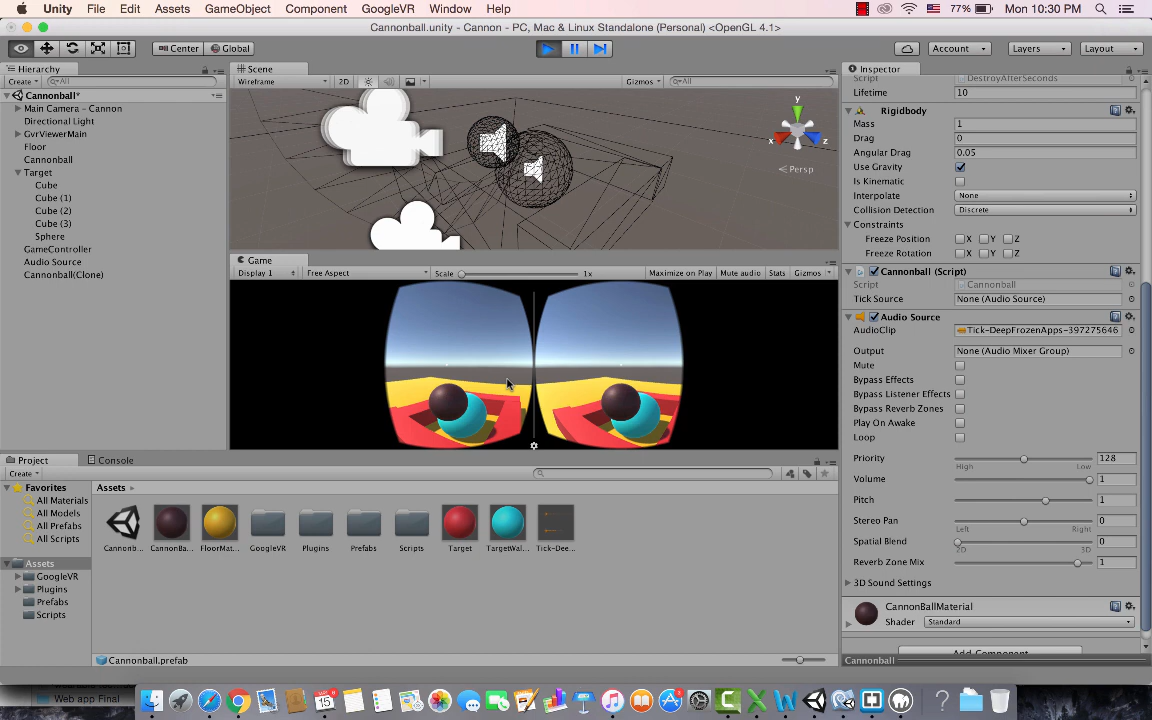 Unity File Edit Assets GameObject Component GoogleVR Window Help 77% Mon 10:30 PM
Cannonball.unity - Cannon - PC, Mac & Linux Standalone (Personal) <OpenGL 4.1>
Center Global Account Layers Layout
Hierarchy
Create All
Cannonball*
Main Camera - Cannon
Directional Light
GvrViewerMain
Floor
Cannonball
Target
Cube
Cube (1)
Cube (2)
Cube (3)
Sphere
GameController
Audio Source
Cannonball(Clone)
Scene
Wireframe 2D Gizmos All
y
x z
Persp
Game
Display 1 Free Aspect Scale 1x Maximize on Play Mute audio Stats Gizmos
Inspector
Script DestroyAfterSeconds
Lifetime 10
Rigidbody
Mass 1
Drag 0
Angular Drag 0.05
Use Gravity
Is Kinematic
Interpolate None
Collision Detection Discrete
Constraints
Freeze Position X Y Z
Freeze Rotation X Y Z
Cannonball (Script)
Script Cannonball
Tick Source None (Audio Source)
Audio Source
AudioClip Tick-DeepFrozenApps-397275646
Output None (Audio Mixer Group)
Mute
Bypass Effects
Bypass Listener Effects
Bypass Reverb Zones
Play On Awake
Loop
Priority 128
High Low
Volume 1
Pitch 1
Stereo Pan 0
Left Right
Spatial Blend 0
2D 3D
Reverb Zone Mix 1
3D Sound Settings
CannonBallMaterial
Shader Standard
Add Component
Cannonball
Project Console
Create
Favorites
All Materials
All Models
All Prefabs
All Scripts
Assets
GoogleVR
Plugins
Prefabs
Scripts
Assets
Cannonb... CannonBa... FloorMat... GoogleVR Plugins Prefabs Scripts Target TargetWal... Tick-Dee...
Cannonball.prefab
Web app Final
15